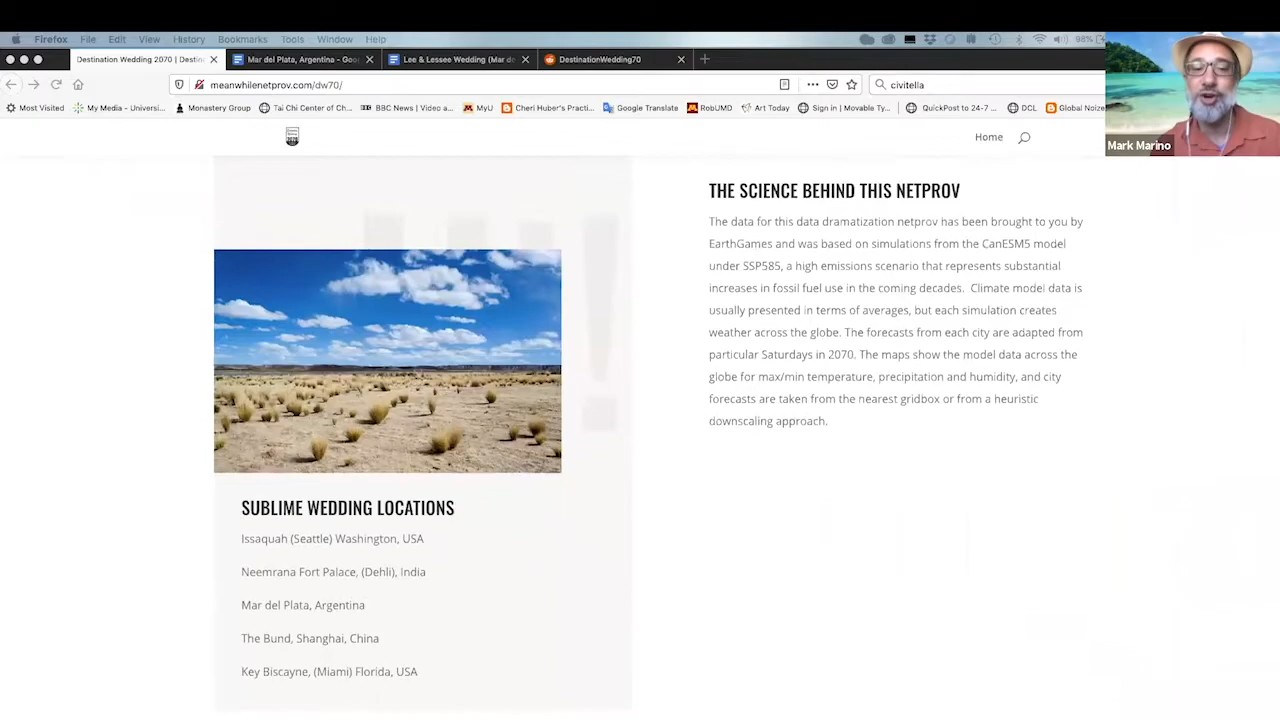 Firefox File Edit View History Bookmarks Tools Window Help 98%
Destination Wedding 2070 | Destin
Mar del Plata, Argentina - Goo
Lee & Lessee Wedding (Mar de
DestinationWedding70
meanwhilenetprov.com/dw70/
civitella
Most Visited
My Media - Universi...
Monastery Group
Tai Chi Center of Ch...
BBC News | Video a...
MyU
Cheri Huber's Practi...
Google Translate
RobUMD
Art Today
Sign in | Movable Ty...
QuickPost to 24-7 ...
DCL
Global Noize
Mark Marino
Home
THE SCIENCE BEHIND THIS NETPROV
The data for this data dramatization netprov has been brought to you by
EarthGames and was based on simulations from the CanESM5 model
under SSP585, a high emissions scenario that represents substantial
increases in fossil fuel use in the coming decades. Climate model data is
usually presented in terms of averages, but each simulation creates
weather across the globe. The forecasts from each city are adapted from
particular Saturdays in 2070. The maps show the model data across the
globe for max/min temperature, precipitation and humidity, and city
forecasts are taken from the nearest gridbox or from a heuristic
downscaling approach.
SUBLIME WEDDING LOCATIONS
Issaquah (Seattle) Washington, USA
Neemrana Fort Palace, (Dehli), India
Mar del Plata, Argentina
The Bund, Shanghai, China
Key Biscayne, (Miami) Florida, USA